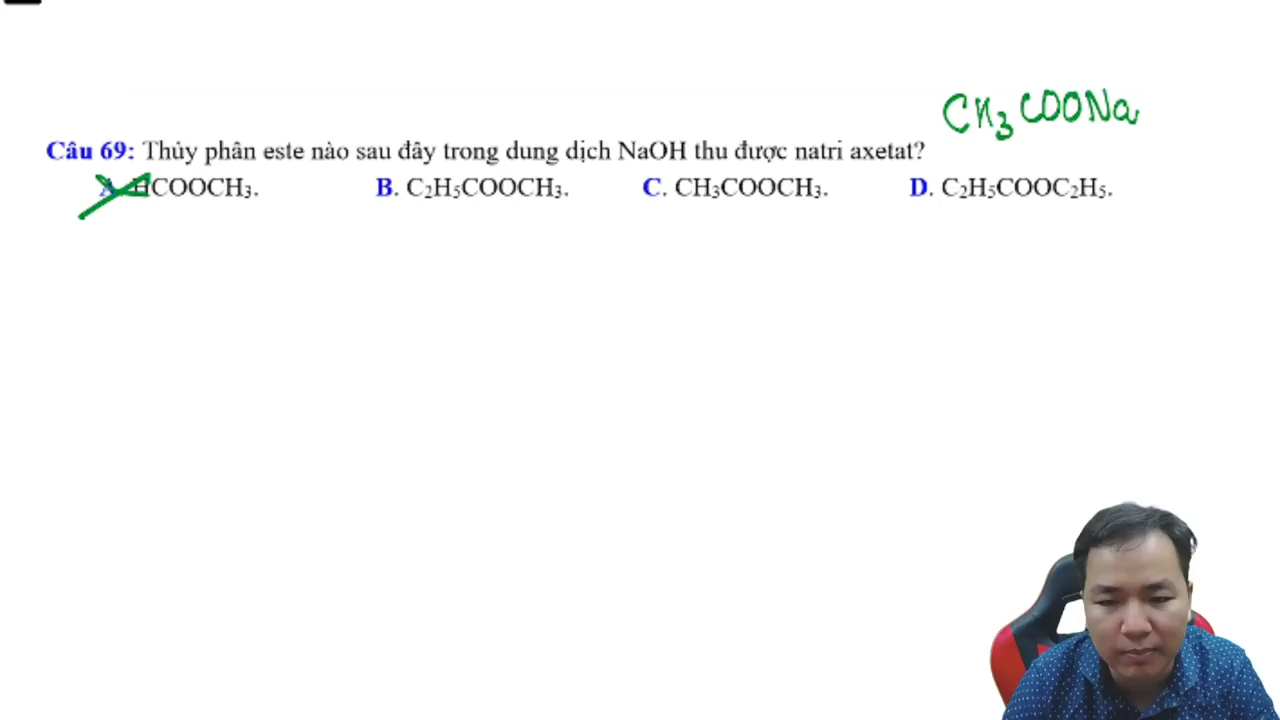 CH₃COONa
Câu 69: Thủy phân este nào sau đây trong dung dịch NaOH thu được natri axetat?
A. HCOOCH₃. B. C₂H₅COOCH₃. C. CH₃COOCH₃. D. C₂H₅COOC₂H₅.